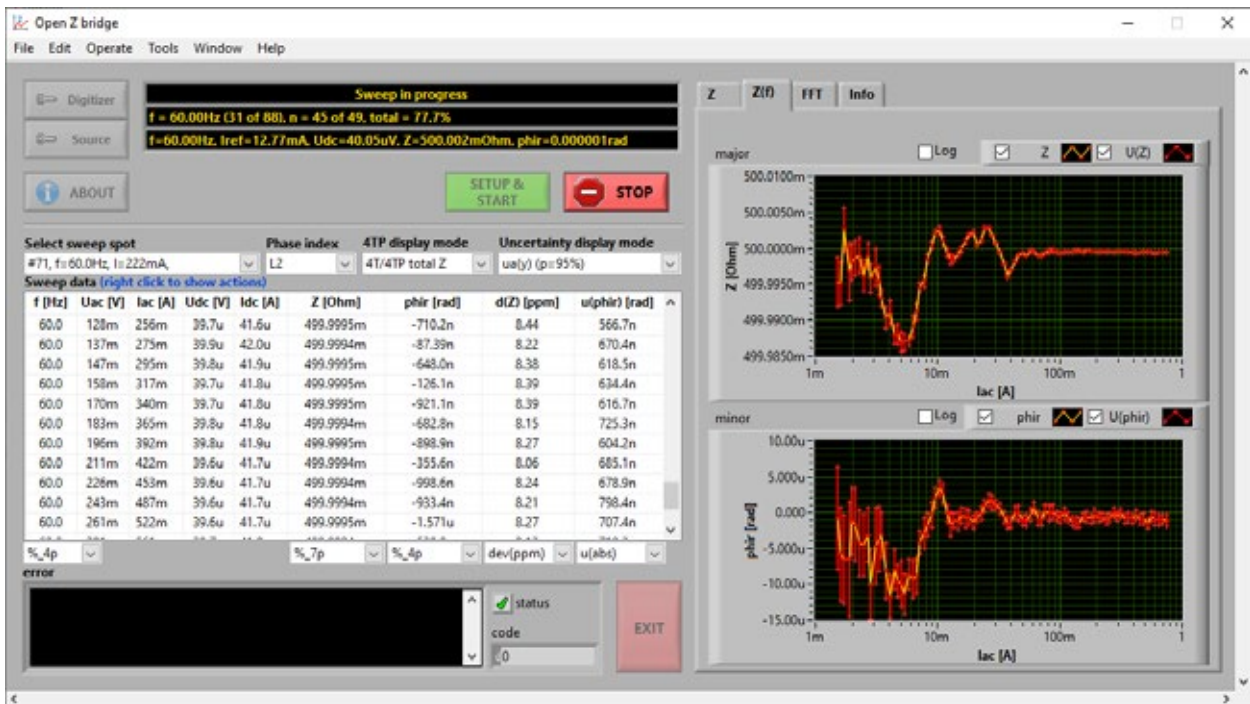 Open Z bridge
File Edit Operate Tools Window Help
Digitizer
Source
Sweep in progress
f = 60.00Hz (31 of 88), n = 45 of 49, total = 77.7%
f=60.00Hz, Iref=12.77mA, Udc=40.05uV, Z=500.002mOhm, phir=0.000001rad
ABOUT
SETUP &
START
STOP
Select sweep spot Phase index 4TP display mode Uncertainty display mode
#71, f=60.0Hz, I=222mA, L2 4T/4TP total Z ua(y) (p=95%)
Sweep data (right click to show actions)
f [Hz] Uac [V] Iac [A] Udc [V] Idc [A] Z [Ohm] phir [rad] d(Z) [ppm] u(phir) [rad]
60.0 128m 256m 39.7u 41.6u 499.9995m -710.2n 8.44 566.7n
60.0 137m 275m 39.9u 42.0u 499.9994m -87.39n 8.22 670.4n
60.0 147m 295m 39.8u 41.9u 499.9995m -648.0n 8.38 618.5n
60.0 158m 317m 39.7u 41.8u 499.9995m -126.1n 8.39 634.4n
60.0 170m 340m 39.7u 41.8u 499.9995m -921.1n 8.39 616.7n
60.0 183m 365m 39.8u 41.8u 499.9994m -682.8n 8.15 725.3n
60.0 196m 392m 39.8u 41.9u 499.9995m -898.9n 8.27 604.2n
60.0 211m 422m 39.6u 41.7u 499.9994m -355.6n 8.06 685.1n
60.0 226m 453m 39.6u 41.7u 499.9994m -998.6n 8.24 678.9n
60.0 243m 487m 39.6u 41.7u 499.9994m -933.4n 8.21 798.4n
60.0 261m 522m 39.6u 41.7u 499.9995m -1.571u 8.27 707.4n
%_4p %_7p %_4p dev(ppm) u(abs)
error
status
code
0
EXIT
Z Z(f) FFT Info
major Log Z U(Z)
500.0100m
500.0050m
500.0000m
499.9950m
499.9900m
499.9850m
Z [Ohm]
1m 10m 100m 1
Iac [A]
minor Log phir U(phir)
10.00u
5.000u
0.000
-5.000u
-10.00u
-15.00u
phir [rad]
1m 10m 100m 1
Iac [A]